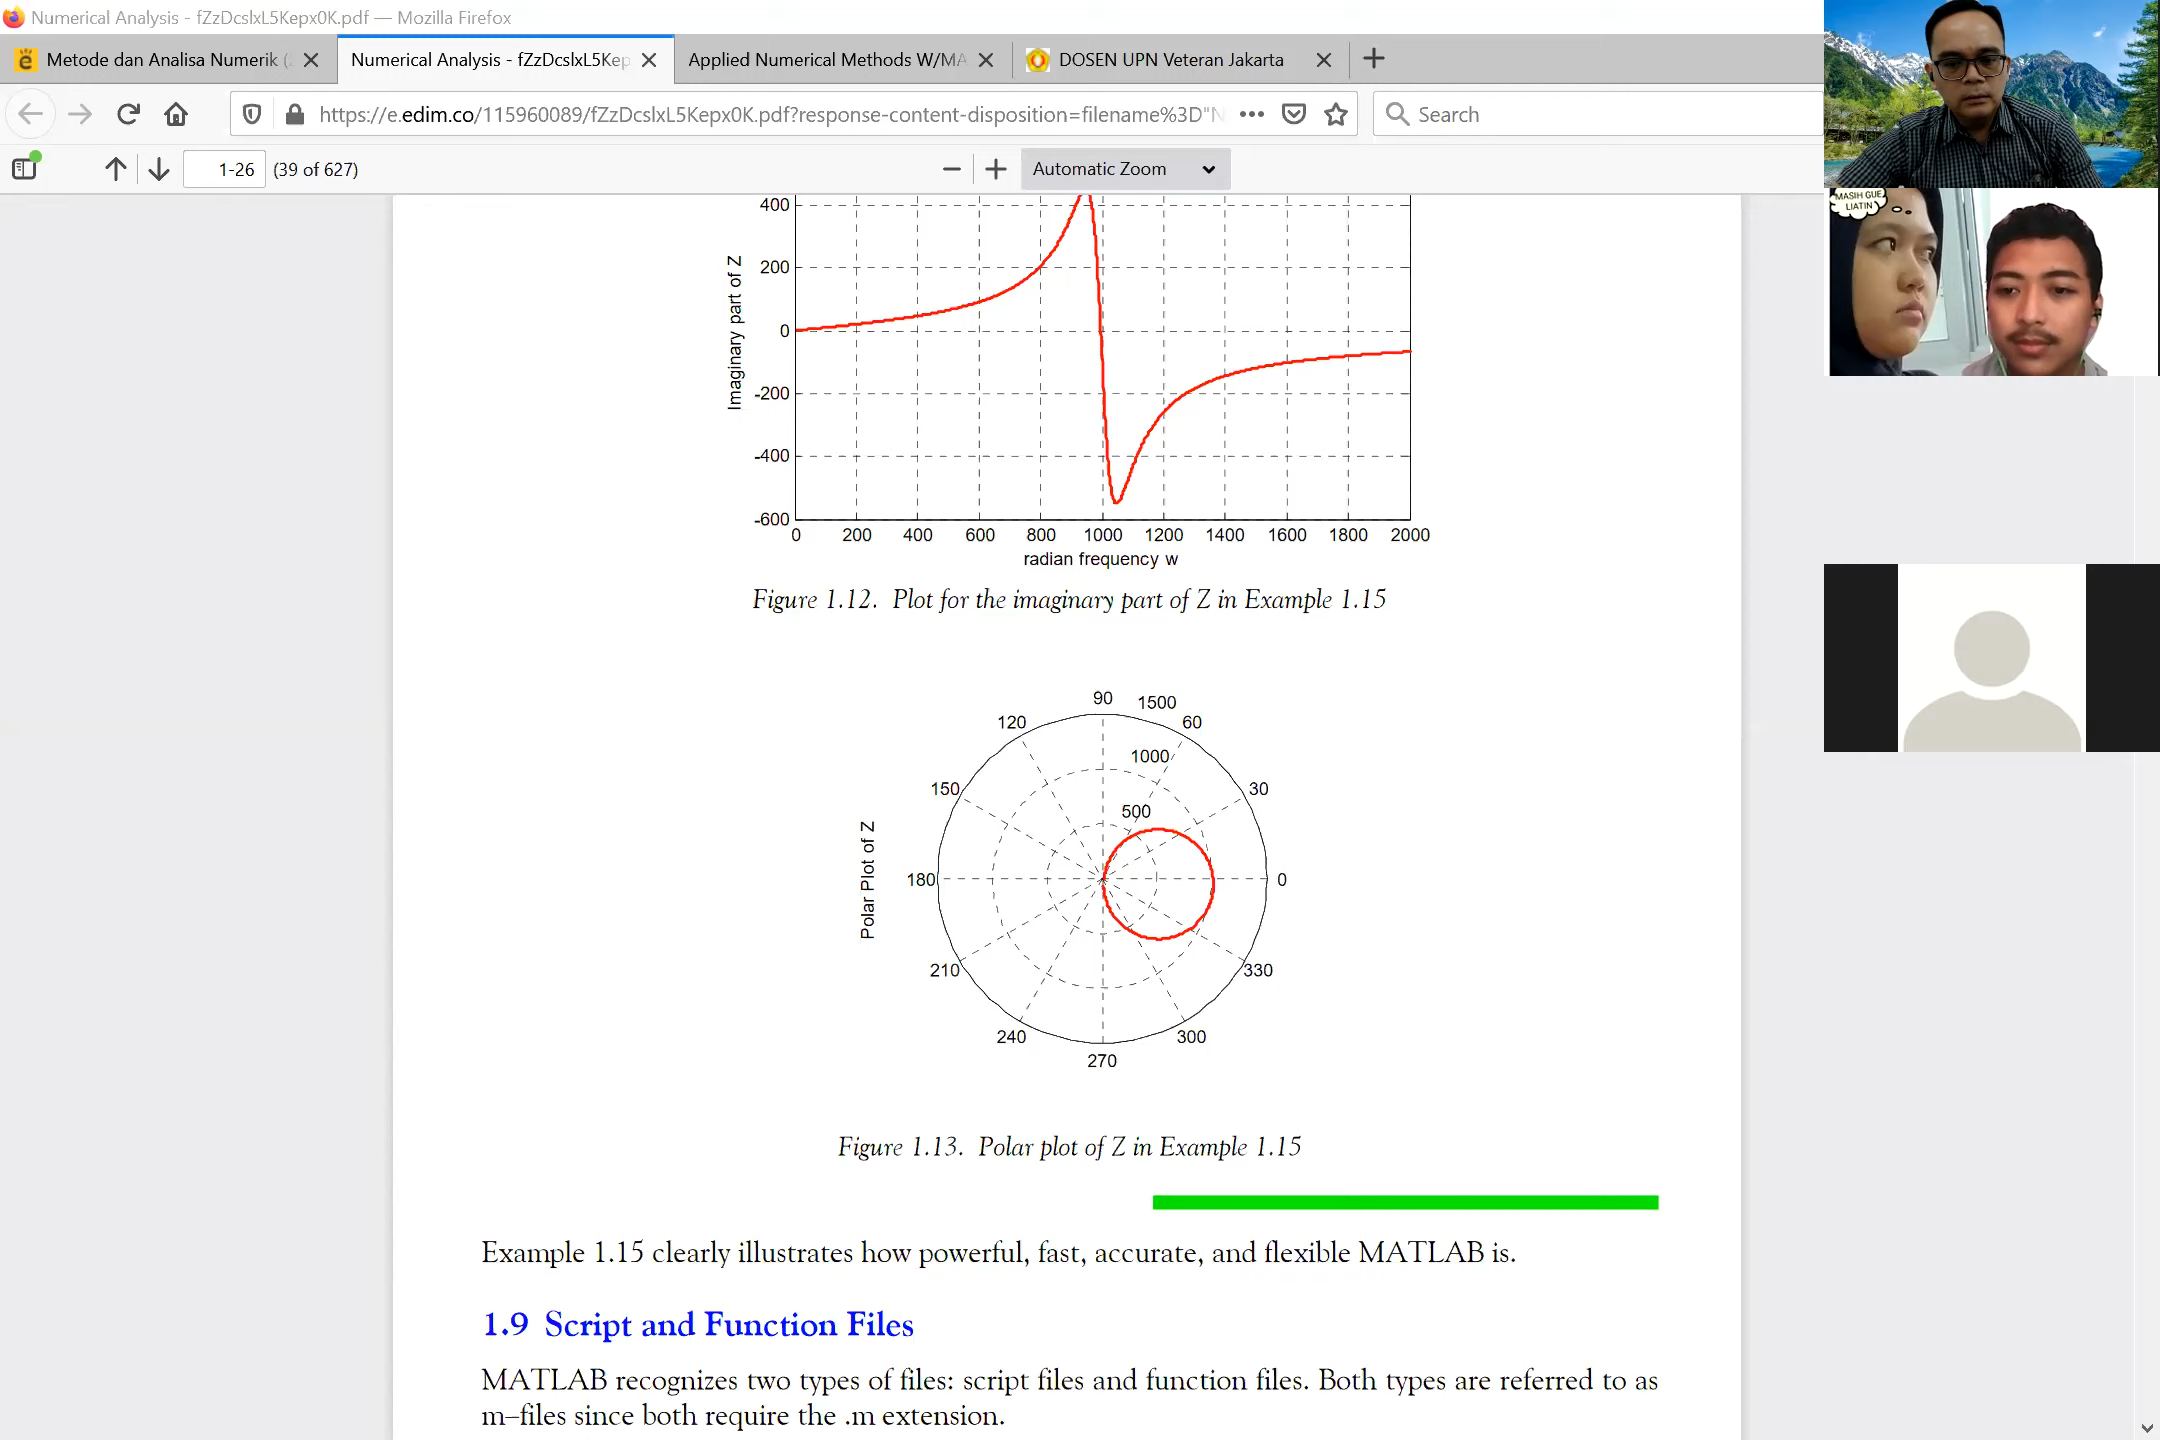 Numerical Analysis - fZzDcslxL5Kepx0K.pdf — Mozilla Firefox
Metode dan Analisa Numerik (
Numerical Analysis - fZzDcslxL5Kep
Applied Numerical Methods W/MA
DOSEN UPN Veteran Jakarta
https://e.edim.co/115960089/fZzDcslxL5Kepx0K.pdf?response-content-disposition=filename%3D"N
Search
1-26 (39 of 627)
Automatic Zoom
MASIH GUE
LIATIN
400
200
0
-200
-400
-600
Imaginary part of Z
0 200 400 600 800 1000 1200 1400 1600 1800 2000
radian frequency w
Figure 1.12. Plot for the imaginary part of Z in Example 1.15
90 1500
120 60
1000
150 30
500
Polar Plot of Z
180 0
210 330
240 300
270
Figure 1.13. Polar plot of Z in Example 1.15
Example 1.15 clearly illustrates how powerful, fast, accurate, and flexible MATLAB is.
1.9 Script and Function Files
MATLAB recognizes two types of files: script files and function files. Both types are referred to as
m–files since both require the .m extension.